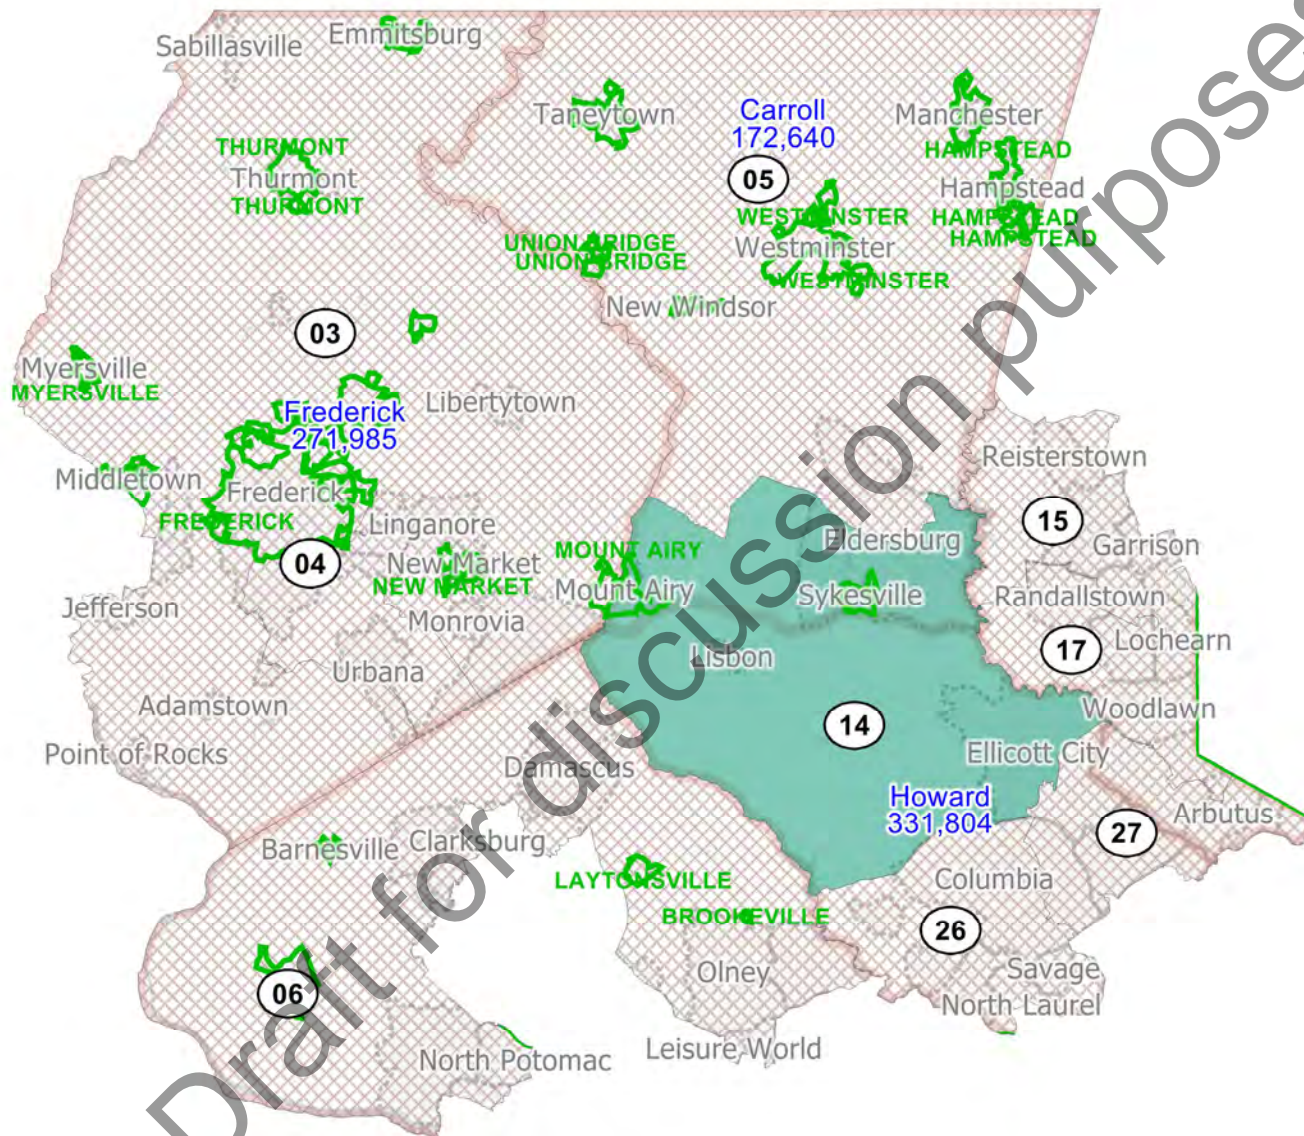 Sabillasville
Emmitsburg
Taneytown
Carroll
172,640
Manchester
THURMONT
Thurmont
THURMONT
05
HAMPSTEAD
Hampstead
HAMPSTEAD
HAMPSTEAD
WESTMINSTER
Westminster
WESTMINSTER
UNION BRIDGE
UNION BRIDGE
New Windsor
03
Myersville
MYERSVILLE
Frederick
271,985
Libertytown
Middletown
Frederick
FREDERICK
Linganore
04
New Market
NEW MARKET
MOUNT AIRY
Mount Airy
Eldersburg
Sykesville
Reisterstown
15
Garrison
Randallstown
Lochearn
17
Jefferson
Monrovia
Urbana
Lisbon
Adamstown
Woodlawn
14
Point of Rocks
Damascus
Ellicott City
Howard
331,804
Arbutus
27
Barnesville
Clarksburg
LAYTONSVILLE
Columbia
BROOKEVILLE
26
Olney
Savage
06
North Laurel
North Potomac
Leisure World
Draft for discussion purposes